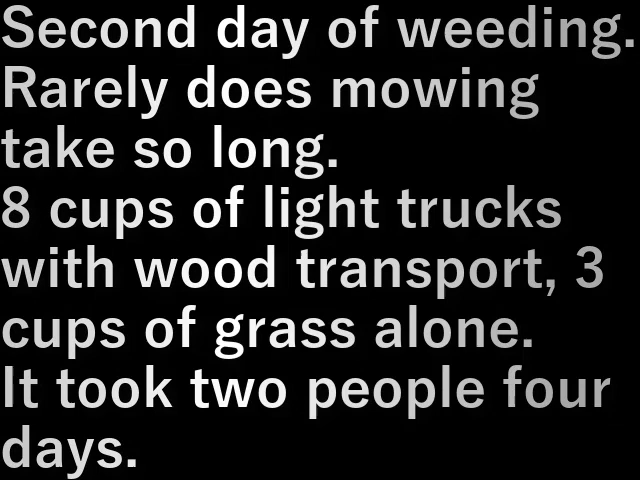 Second day of weeding.
Rarely does mowing
take so long.
8 cups of light trucks
with wood transport, 3
cups of grass alone.
It took two people four
days.